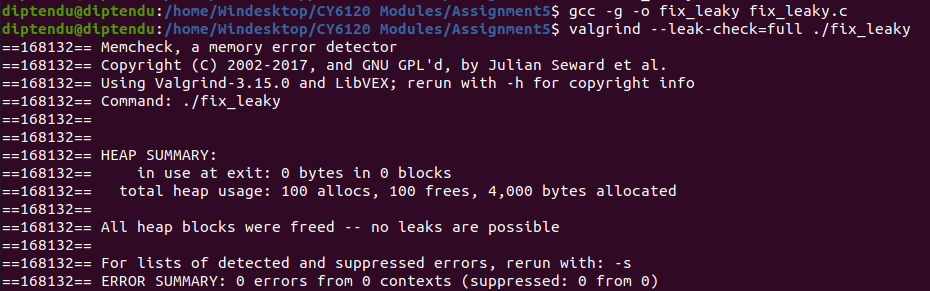 diptendu@diptendu:/home/Windesktop/CY6120 Modules/Assignment5$ gcc -g -o fix_leaky fix_leaky.c
diptendu@diptendu:/home/Windesktop/CY6120 Modules/Assignment5$ valgrind --leak-check=full ./fix_leaky
==168132== Memcheck, a memory error detector
==168132== Copyright (C) 2002-2017, and GNU GPL'd, by Julian Seward et al.
==168132== Using Valgrind-3.15.0 and LibVEX; rerun with -h for copyright info
==168132== Command: ./fix_leaky
==168132==
==168132==
==168132== HEAP SUMMARY:
==168132==     in use at exit: 0 bytes in 0 blocks
==168132==   total heap usage: 100 allocs, 100 frees, 4,000 bytes allocated
==168132==
==168132== All heap blocks were freed -- no leaks are possible
==168132==
==168132== For lists of detected and suppressed errors, rerun with: -s
==168132== ERROR SUMMARY: 0 errors from 0 contexts (suppressed: 0 from 0)